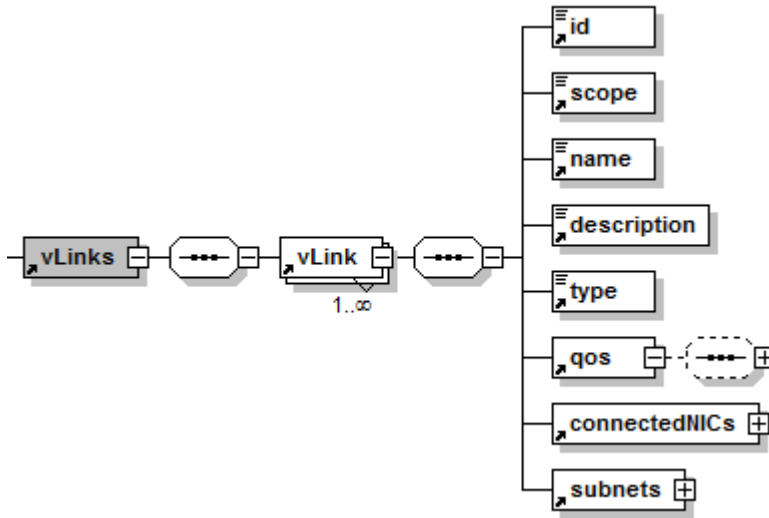 id
scope
name
description
vLinks
vLink
1..∞
type
qos
connectedNICs
subnets